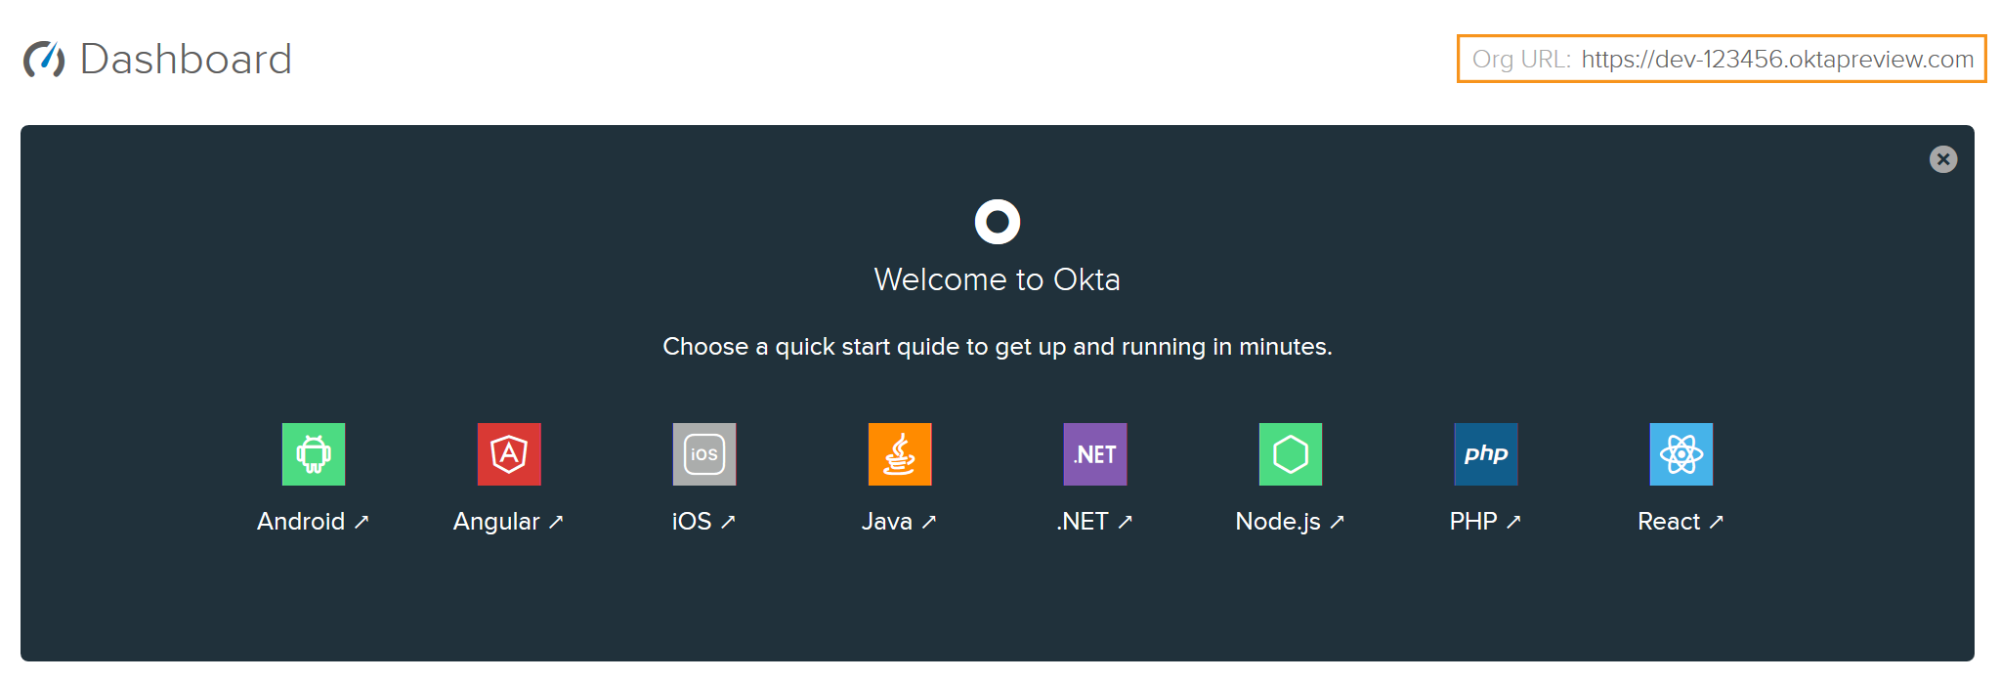 Dashboard
Org URL: https://dev-123456.oktapreview.com
Welcome to Okta
Choose a quick start quide to get up and running in minutes.
iOS
.NET
php
Android ↗
Angular ↗
iOS ↗
Java ↗
.NET ↗
Node.js ↗
PHP ↗
React ↗